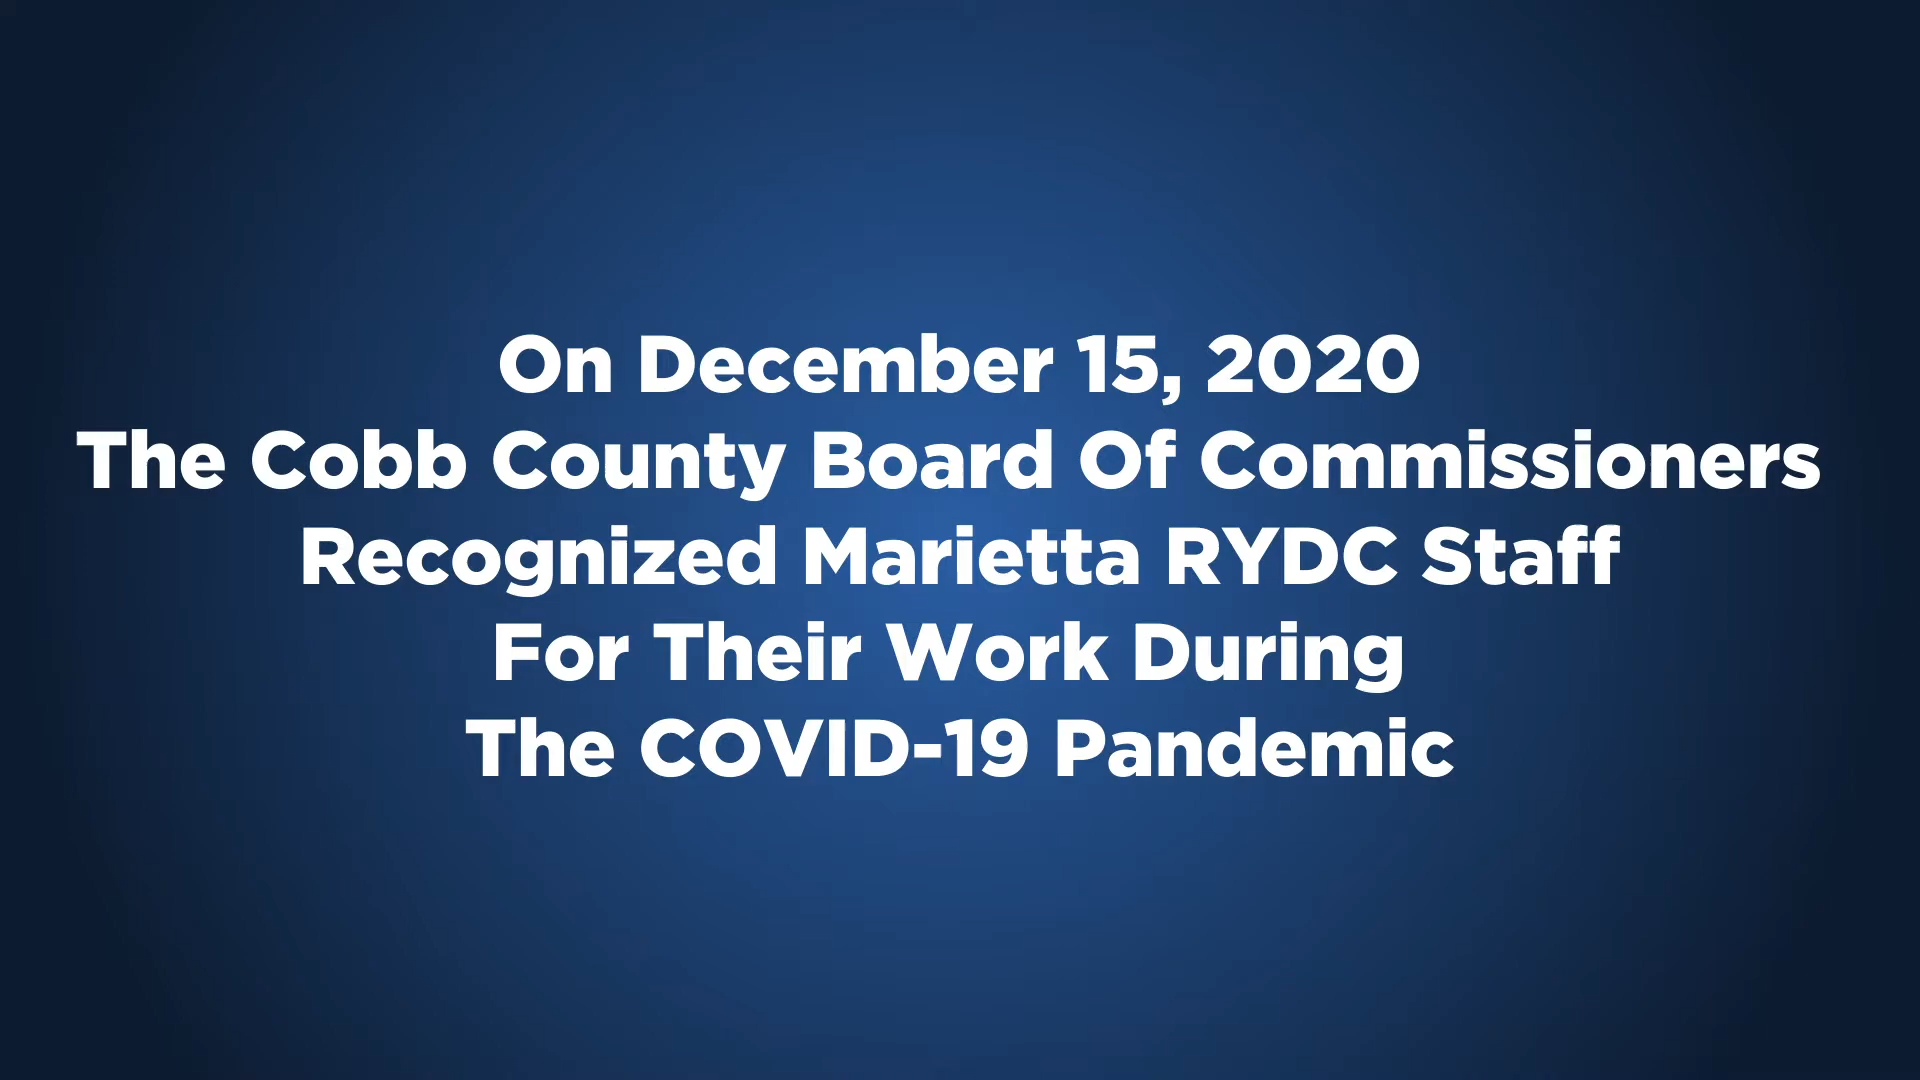 On December 15, 2020
The Cobb County Board Of Commissioners
Recognized Marietta RYDC Staff
For Their Work During
The COVID-19 Pandemic